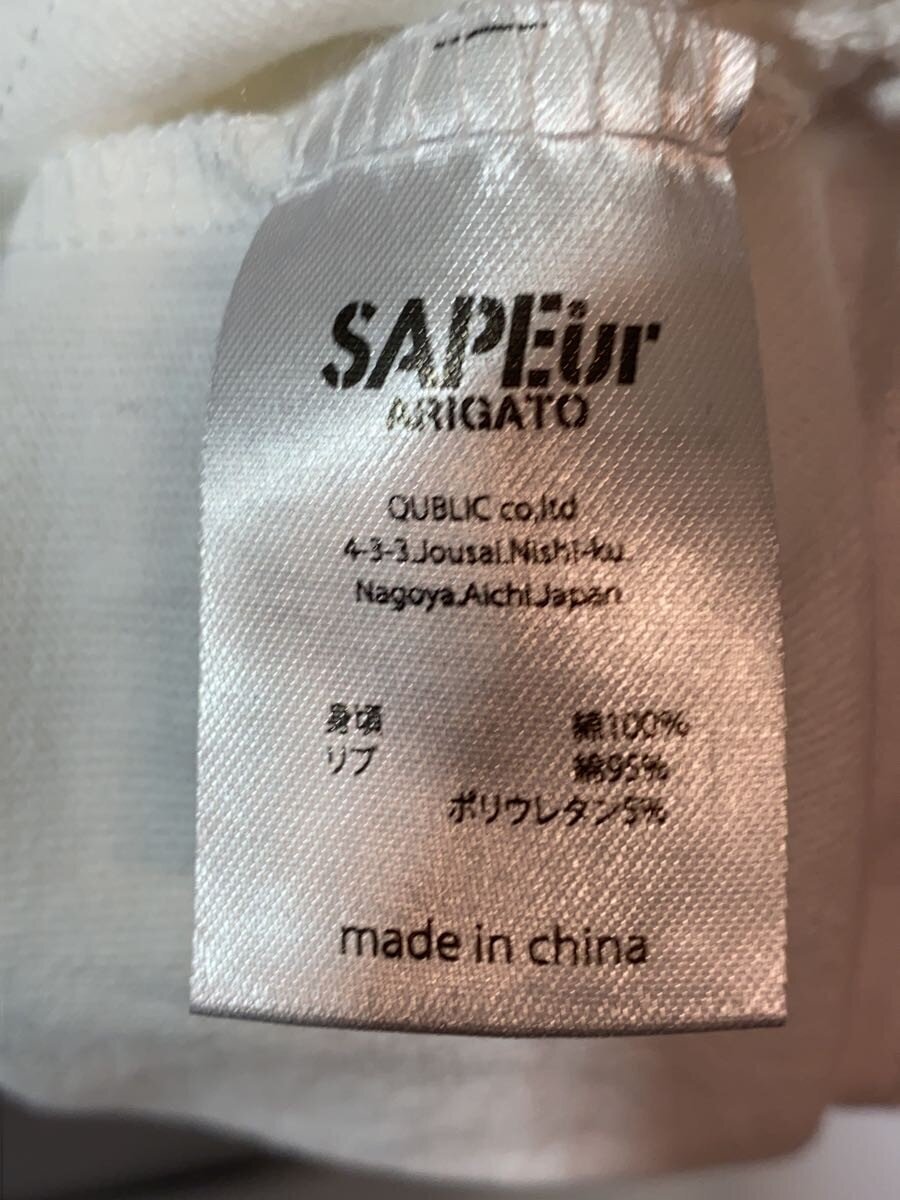 SAPEur
ARIGATO
QUBLIC co,ltd
4-3-3.Jousai.Nishi-ku.
Nagoya.Aichi.Japan
身頃 綿100%
リブ 綿95%
ポリウレタン5%
made in china